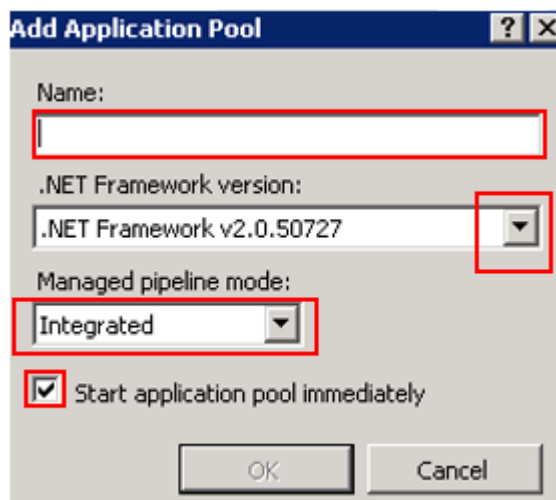 Add Application Pool
Name:
.NET Framework version:
.NET Framework v2.0.50727
Managed pipeline mode:
Integrated
Start application pool immediately
OK Cancel